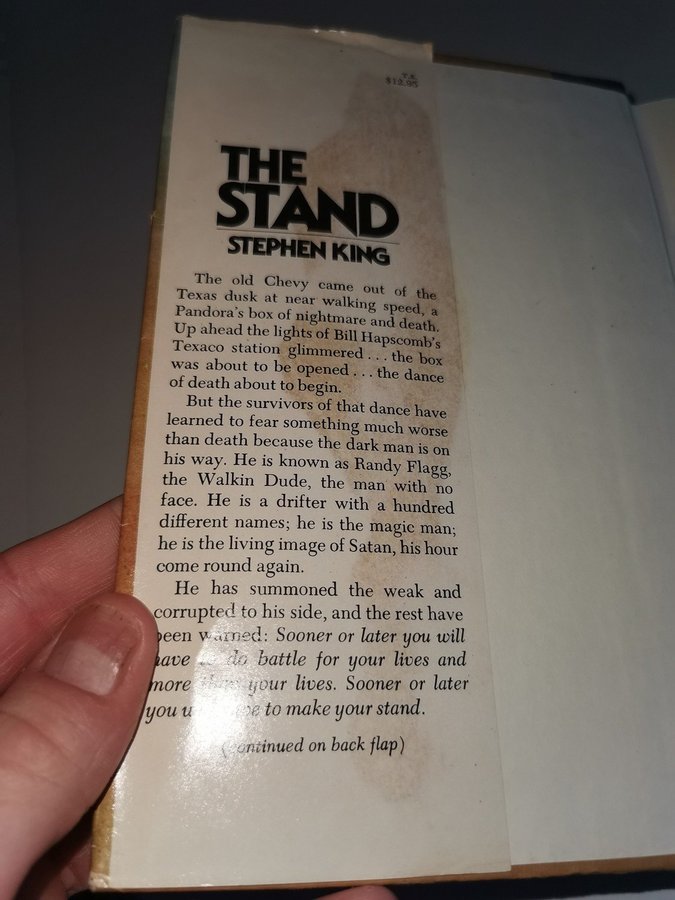 T.S.
$12.95
THE
STAND
STEPHEN KING
The old Chevy came out of the
Texas dusk at near walking speed, a
Pandora's box of nightmare and death.
Up ahead the lights of Bill Hapscomb's
Texaco station glimmered . . . the box
was about to be opened . . . the dance
of death about to begin.
But the survivors of that dance have
learned to fear something much worse
than death because the dark man is on
his way. He is known as Randy Flagg,
the Walkin Dude, the man with no
face. He is a drifter with a hundred
different names; he is the magic man;
he is the living image of Satan, his hour
come round again.
He has summoned the weak and
corrupted to his side, and the rest have
been warned: Sooner or later you will
have to do battle for your lives and
more than your lives. Sooner or later
you to make your stand.
(continued on back flap)